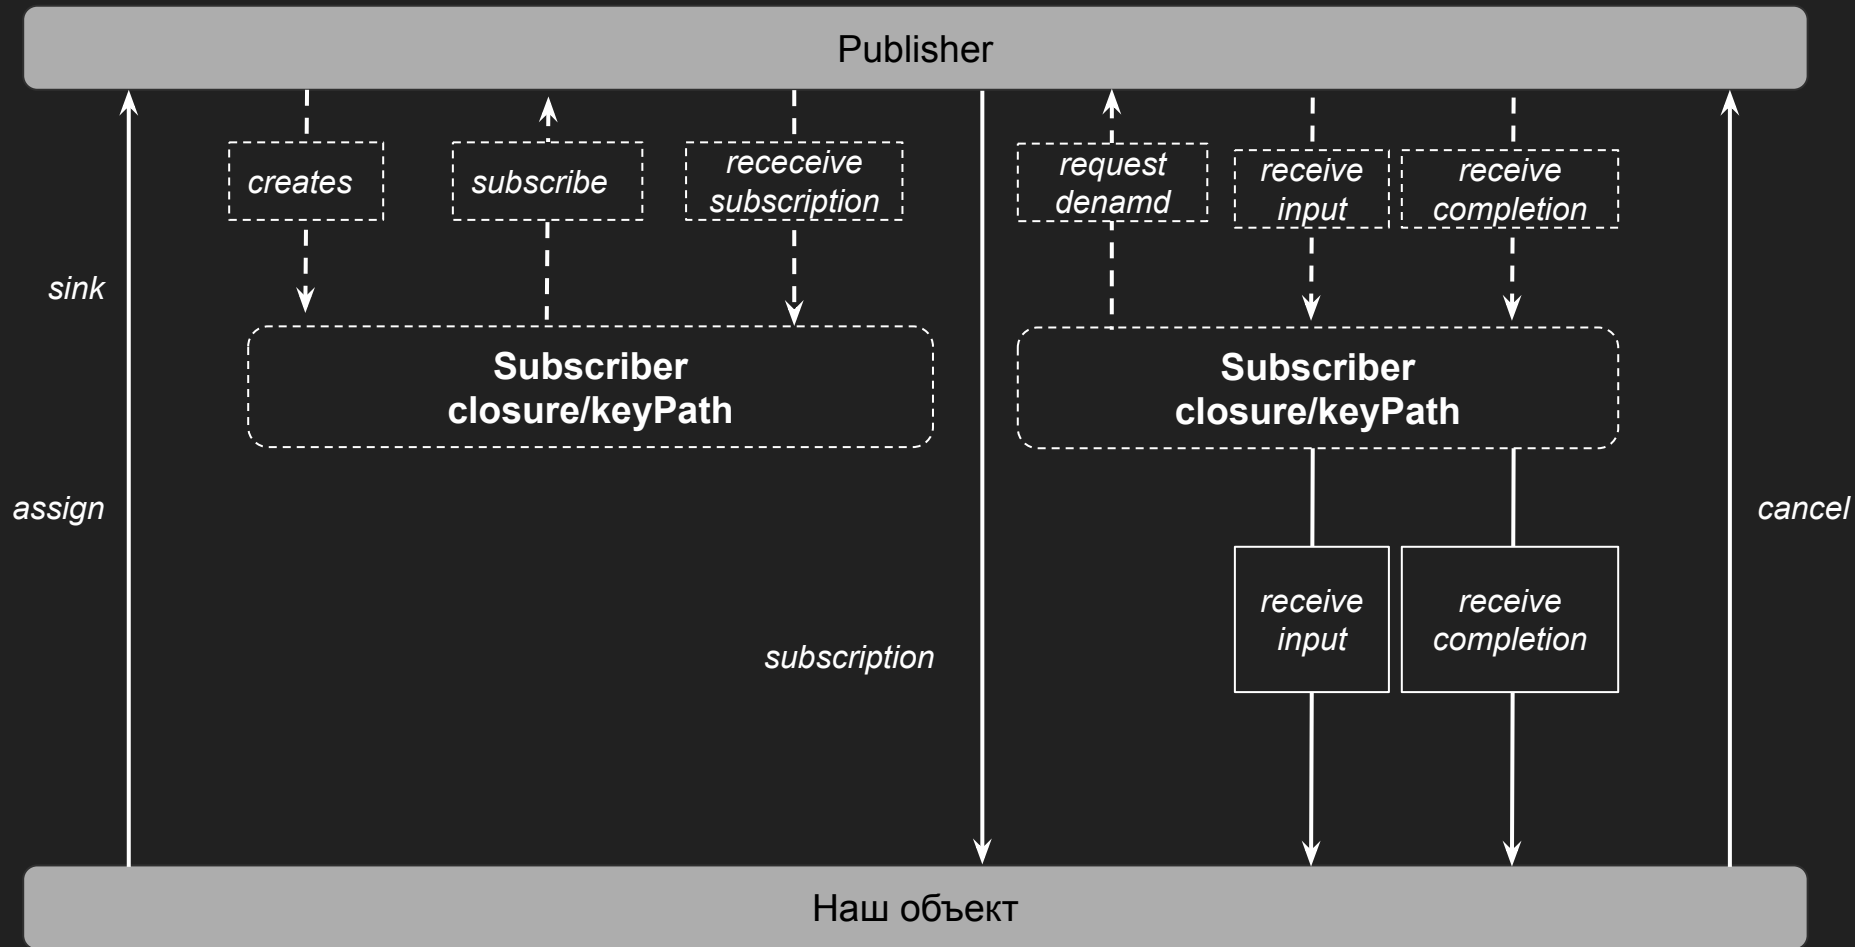 Publisher
creates
subscribe
receceive
subscription
request
denamd
receive
input
receive
completion
sink
Subscriber
closure/keyPath
Subscriber
closure/keyPath
assign
cancel
receive
input
receive
completion
subscription
Наш объект